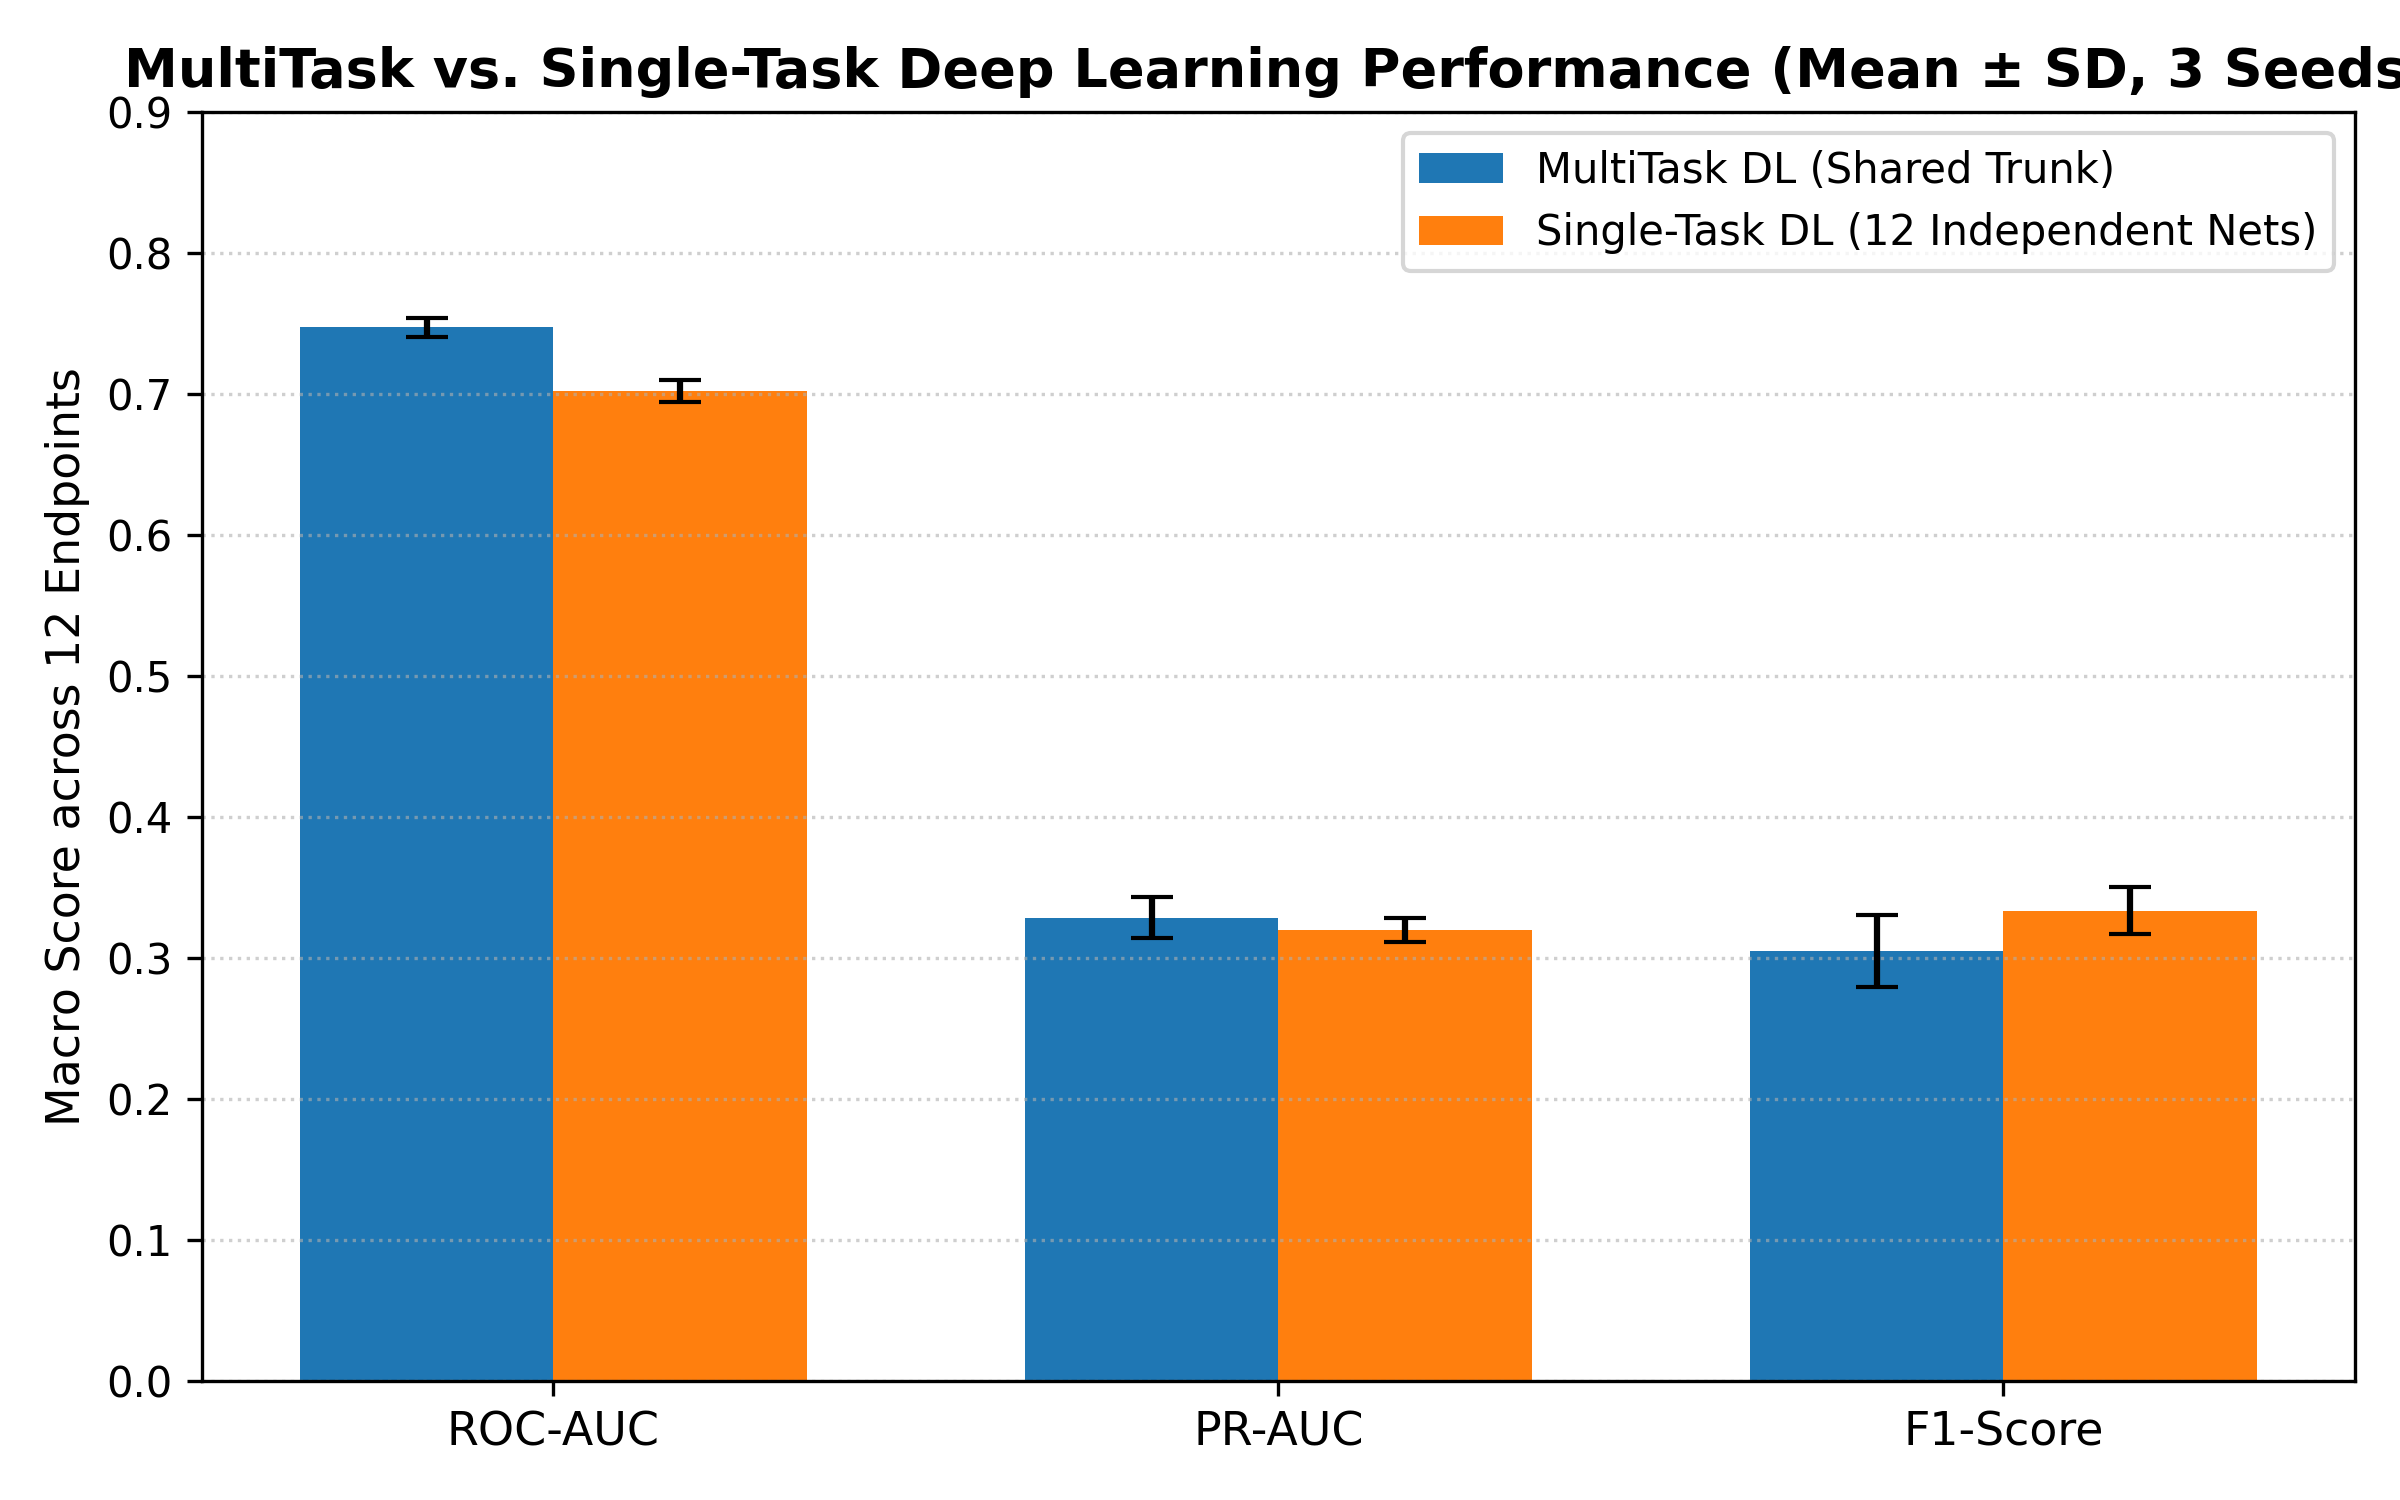 MultiTask vs. Single-Task Deep Learning Performance (Mean ± SD, 3 Seeds
MultiTask DL (Shared Trunk)
Single-Task DL (12 Independent Nets)
Macro Score across 12 Endpoints
0.9
0.8
0.7
0.6
0.5
0.4
0.3
0.2
0.1
0.0
ROC-AUC
PR-AUC
F1-Score